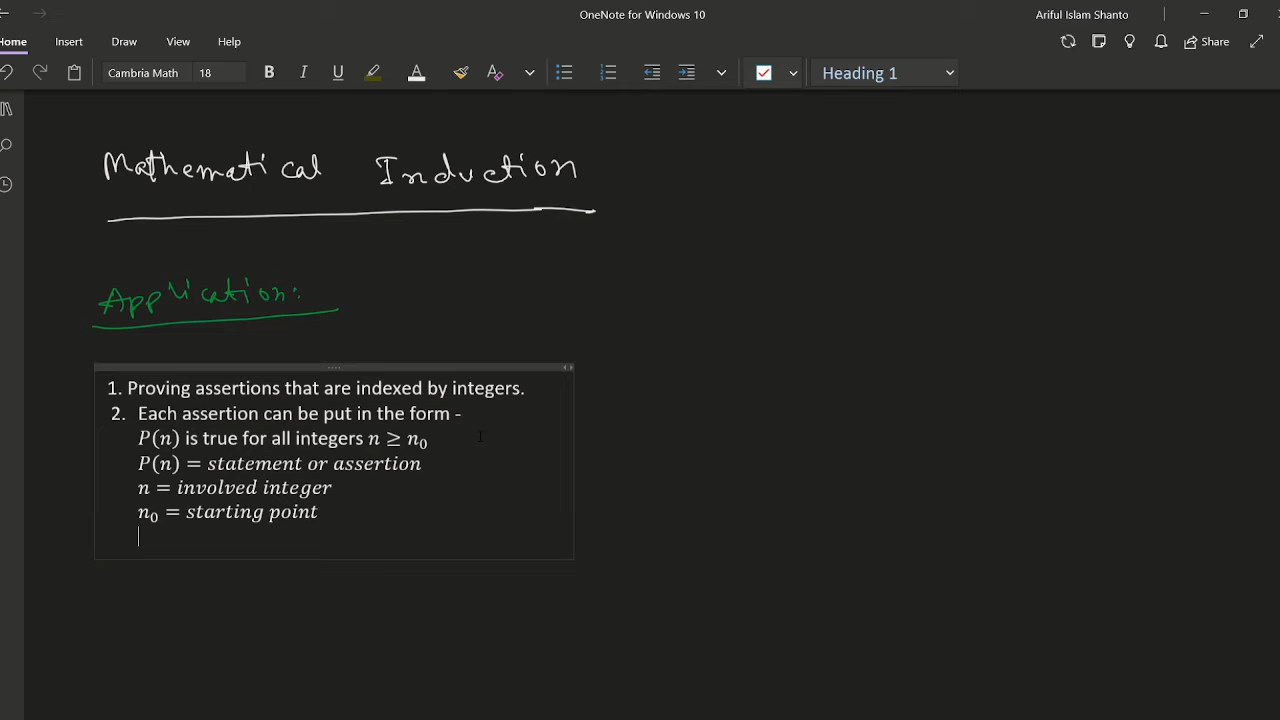 OneNote for Windows 10
Ariful Islam Shanto
Home Insert Draw View Help
Share
Cambria Math 18 B I U A A Heading 1
Mathematical Induction
Application:
1. Proving assertions that are indexed by integers.
2. Each assertion can be put in the form -
P(n) is true for all integers n ≥ n₀
P(n) = statement or assertion
n = involved integer
n₀ = starting point